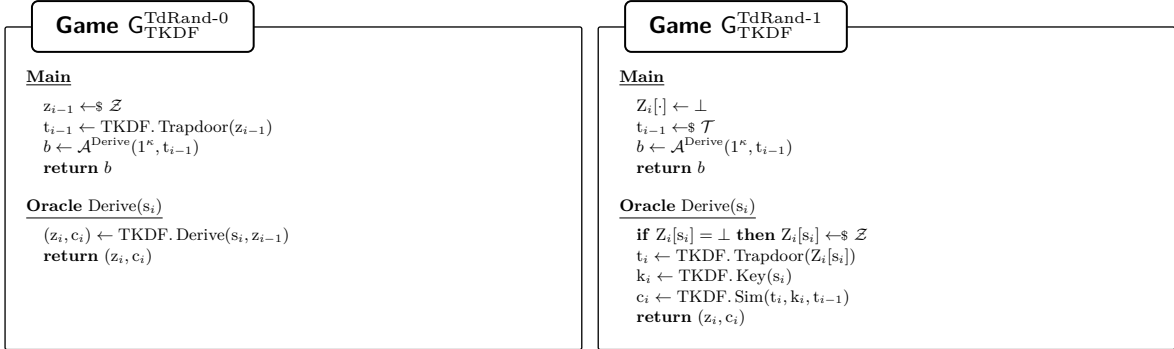 Game G^{TdRand-0}_{TKDF}
Main
z_{i−1} ←$ 𝒵
t_{i−1} ← TKDF. Trapdoor(z_{i−1})
b ← 𝒜^{Derive}(1^κ, t_{i−1})
return b
Oracle Derive(s_i)
(z_i, c_i) ← TKDF. Derive(s_i, z_{i−1})
return (z_i, c_i)
Game G^{TdRand-1}_{TKDF}
Main
Z_i[·] ← ⊥
t_{i−1} ←$ 𝒯
b ← 𝒜^{Derive}(1^κ, t_{i−1})
return b
Oracle Derive(s_i)
if Z_i[s_i] = ⊥ then Z_i[s_i] ←$ 𝒵
t_i ← TKDF. Trapdoor(Z_i[s_i])
k_i ← TKDF. Key(s_i)
c_i ← TKDF. Sim(t_i, k_i, t_{i−1})
return (z_i, c_i)